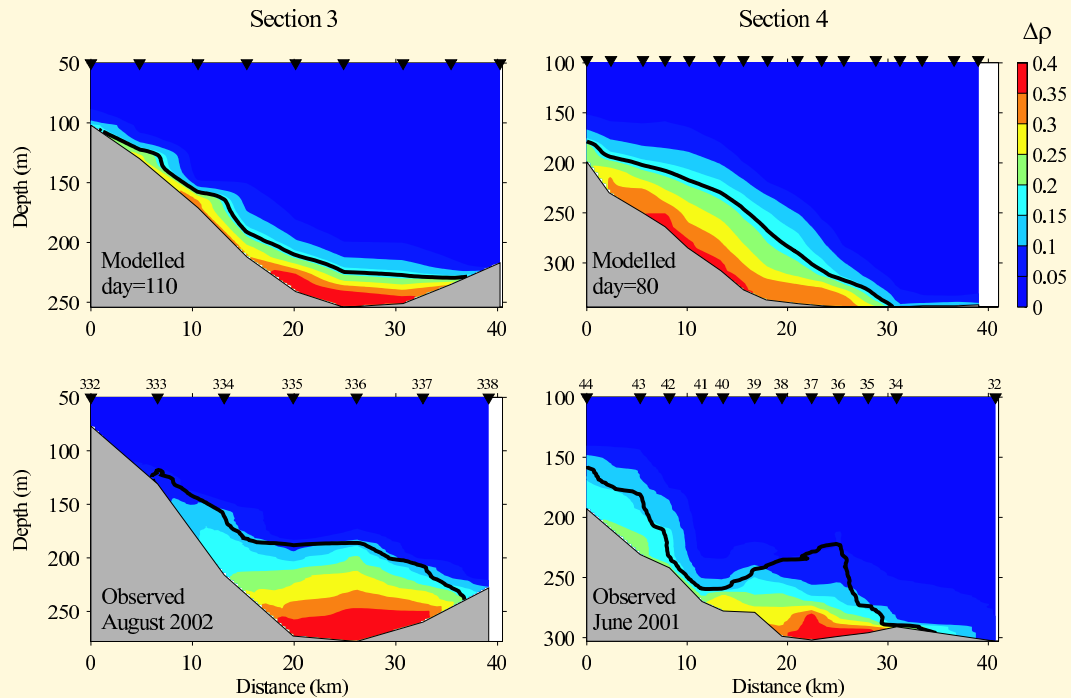 Section 3
Section 4
Δρ
50
100
150
200
250
Depth (m)
Modelled
day=110
0
10
20
30
40
100
150
200
250
300
Modelled
day=80
0
10
20
30
40
0.4
0.35
0.3
0.25
0.2
0.15
0.1
0.05
0
332 333 334 335 336 337 338
50
100
150
200
250
Depth (m)
Observed
August 2002
0
10
20
30
40
Distance (km)
44 43 42 41 40 39 38 37 36 35 34 32
100
150
200
250
300
Observed
June 2001
0
10
20
30
40
Distance (km)